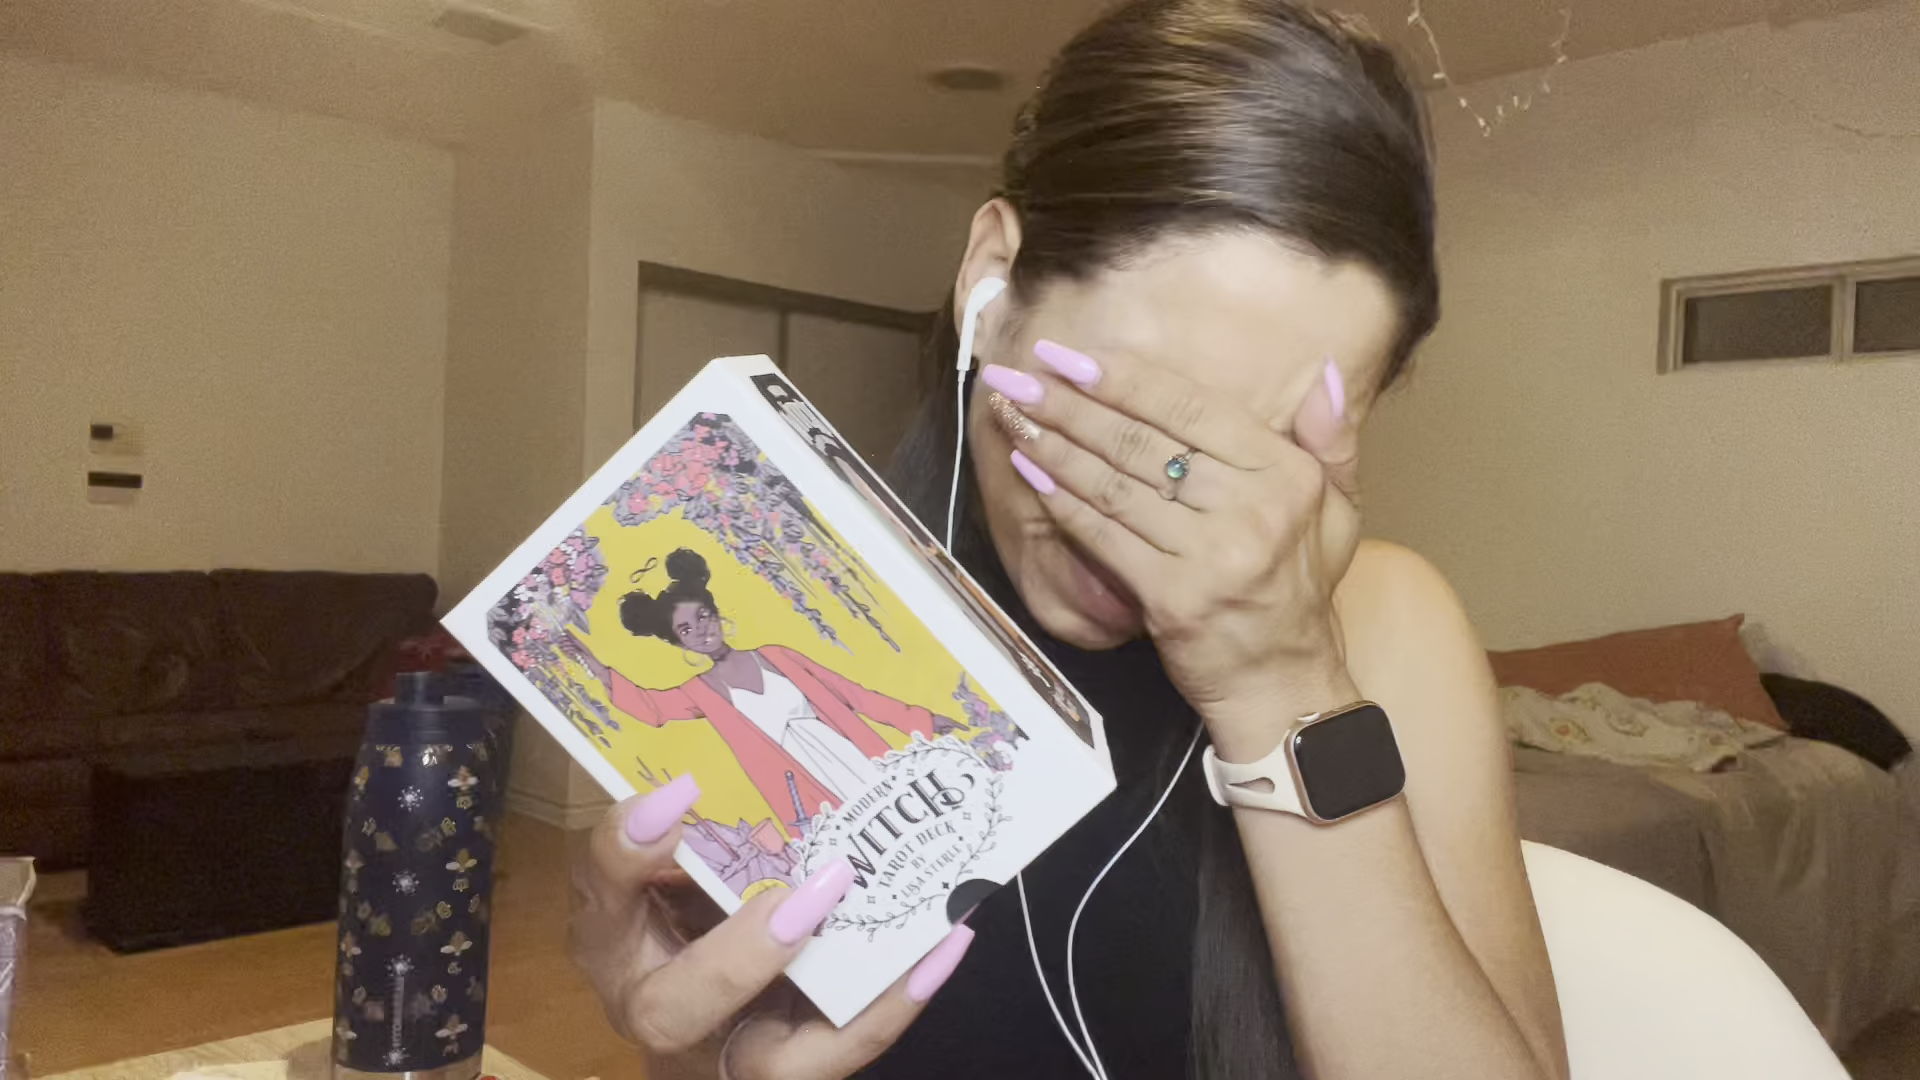 MODERN
WITCH
TAROT DECK
BY
LISA STERLE